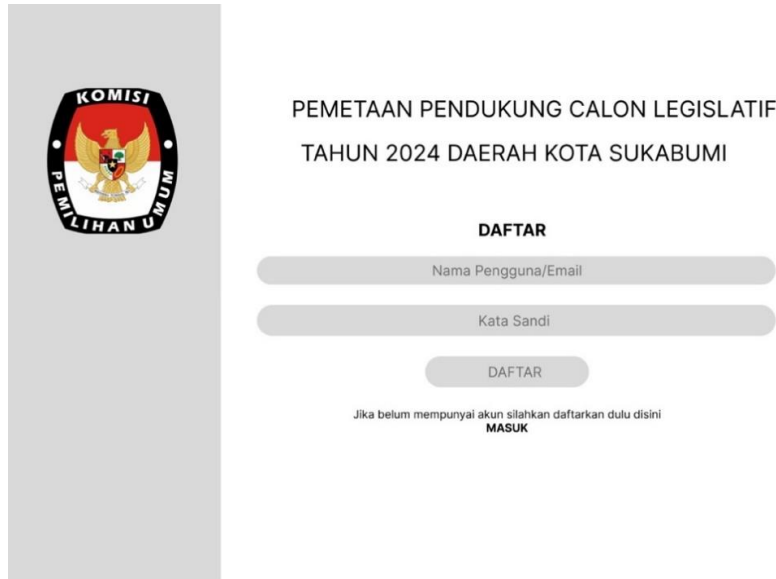 KOMISI
PEMILIHAN UMUM
PEMETAAN PENDUKUNG CALON LEGISLATIF
TAHUN 2024 DAERAH KOTA SUKABUMI
DAFTAR
Nama Pengguna/Email
Kata Sandi
DAFTAR
Jika belum mempunyai akun silahkan daftarkan dulu disini
MASUK